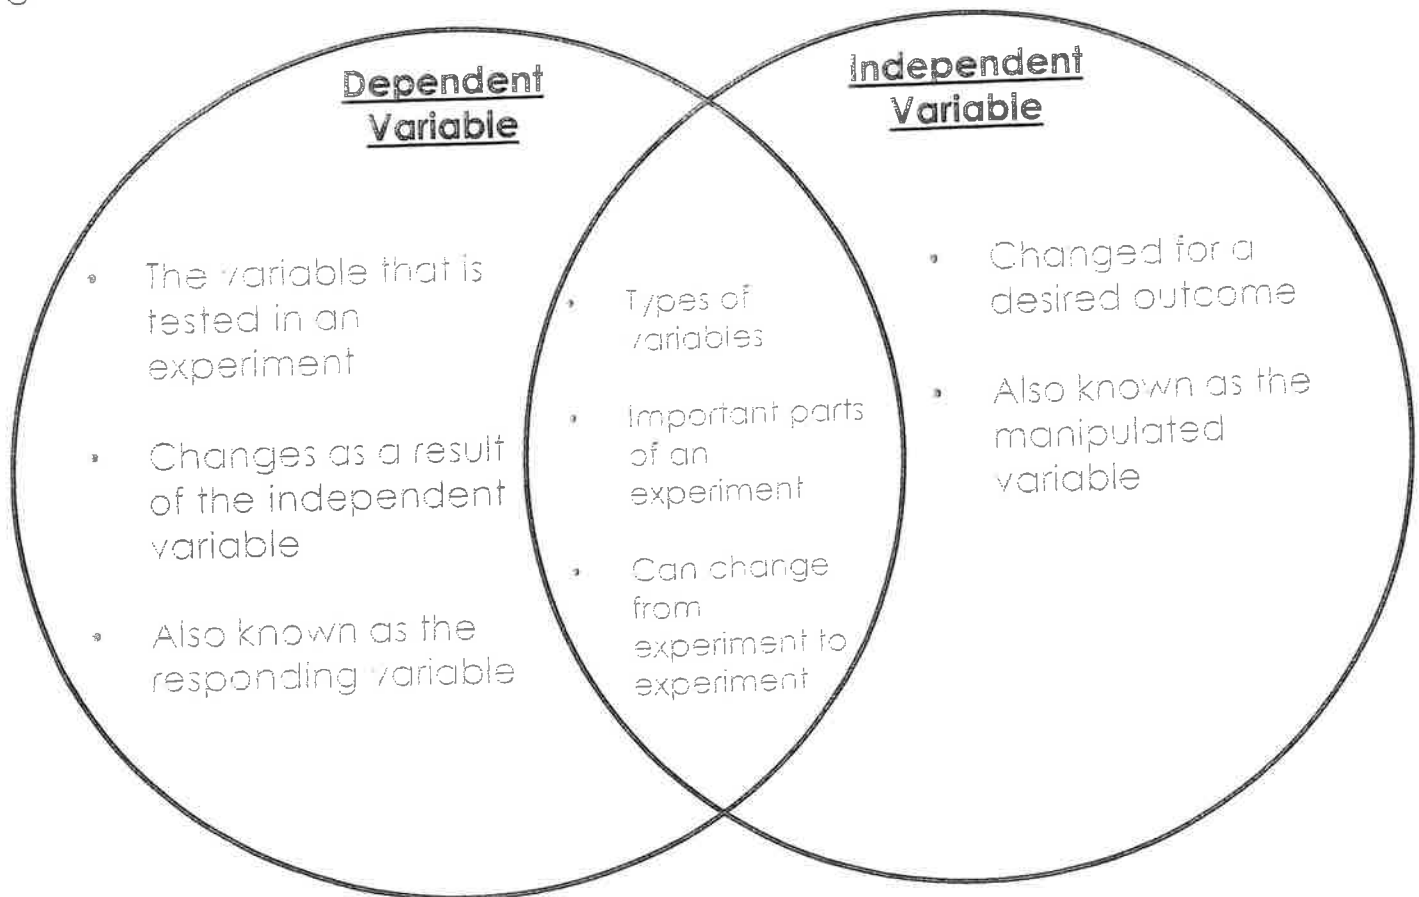 Dependent
Variable
• The variable that is
tested in an
experiment
• Changes as a result
of the independent
variable
• Also known as the
responding variable
• Types of
variables
• Important parts
of an
experiment
• Can change
from
experiment to
experiment
Independent
Variable
• Changed for a
desired outcome
• Also known as the
manipulated
variable